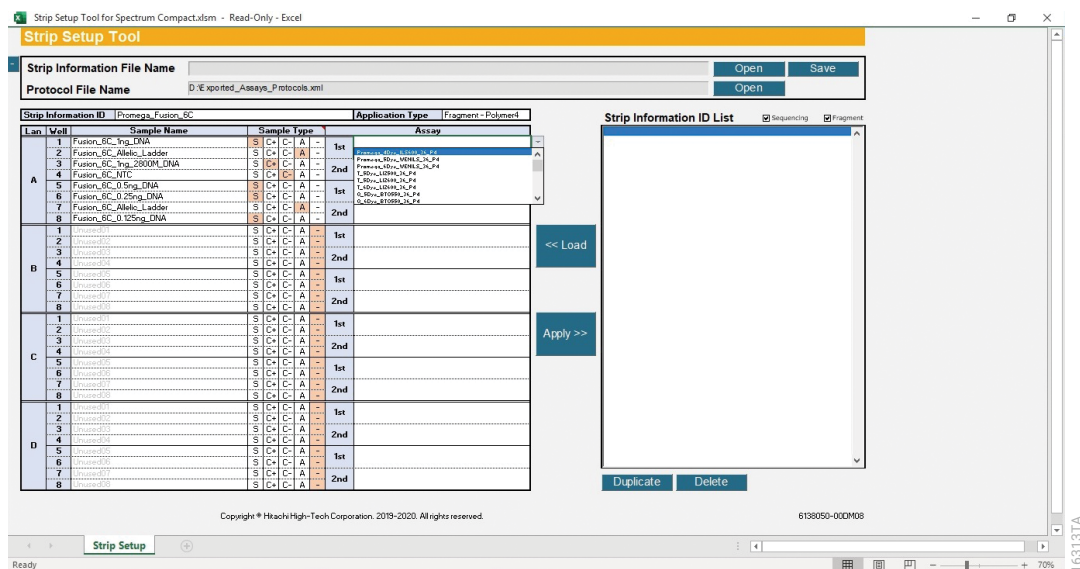 Strip Setup Tool for Spectrum Compact.xlsm - Read-Only - Excel
Strip Setup Tool
Strip Information File Name Open Save
Protocol File Name D:\Exported_Assays_Protocols.xml Open
Strip Information ID Promega_Fusion_6C Application Type Fragment-Polymer4
Strip Information ID List Sequencing Fragment
Lan Well Sample Name Sample Type Assay
A
1 Fusion_6C_1ng_DNA S C+ C- A - 1st
2 Fusion_6C_Allelic_Ladder S C+ C- A -
3 Fusion_6C_1ng_2800M_DNA S C+ C- A - 2nd
4 Fusion_6C_NTC S C+ C- A -
5 Fusion_6C_0.5ng_DNA S C+ C- A - 1st
6 Fusion_6C_0.25ng_DNA S C+ C- A -
7 Fusion_6C_Allelic_Ladder S C+ C- A - 2nd
8 Fusion_6C_0.125ng_DNA S C+ C- A -
Promega_5Dye_WENILS_36_P4
T_5Dye_LIZ600_36_P4
T_6Dye_LIZ600_36_P4
Q_5Dye_BTO550_36_P4
Q_6Dye_BTO550_36_P4
B
1 Unused01 S C+ C- A - 1st
2 Unused02 S C+ C- A -
3 Unused03 S C+ C- A - 2nd
4 Unused04 S C+ C- A -
5 Unused05 S C+ C- A - 1st
6 Unused06 S C+ C- A -
7 Unused07 S C+ C- A - 2nd
8 Unused08 S C+ C- A -
<< Load
C
1 Unused01 S C+ C- A - 1st
2 Unused02 S C+ C- A -
3 Unused03 S C+ C- A - 2nd
4 Unused04 S C+ C- A -
5 Unused05 S C+ C- A - 1st
6 Unused06 S C+ C- A -
7 Unused07 S C+ C- A - 2nd
8 Unused08 S C+ C- A -
Apply >>
D
1 Unused01 S C+ C- A - 1st
2 Unused02 S C+ C- A -
3 Unused03 S C+ C- A - 2nd
4 Unused04 S C+ C- A -
5 Unused05 S C+ C- A - 1st
6 Unused06 S C+ C- A -
7 Unused07 S C+ C- A - 2nd
8 Unused08 S C+ C- A -
Duplicate Delete
Copyright © Hitachi High-Tech Corporation. 2019-2020. All rights reserved. 6138050-00DM08
Strip Setup
Ready 70%
16313TA